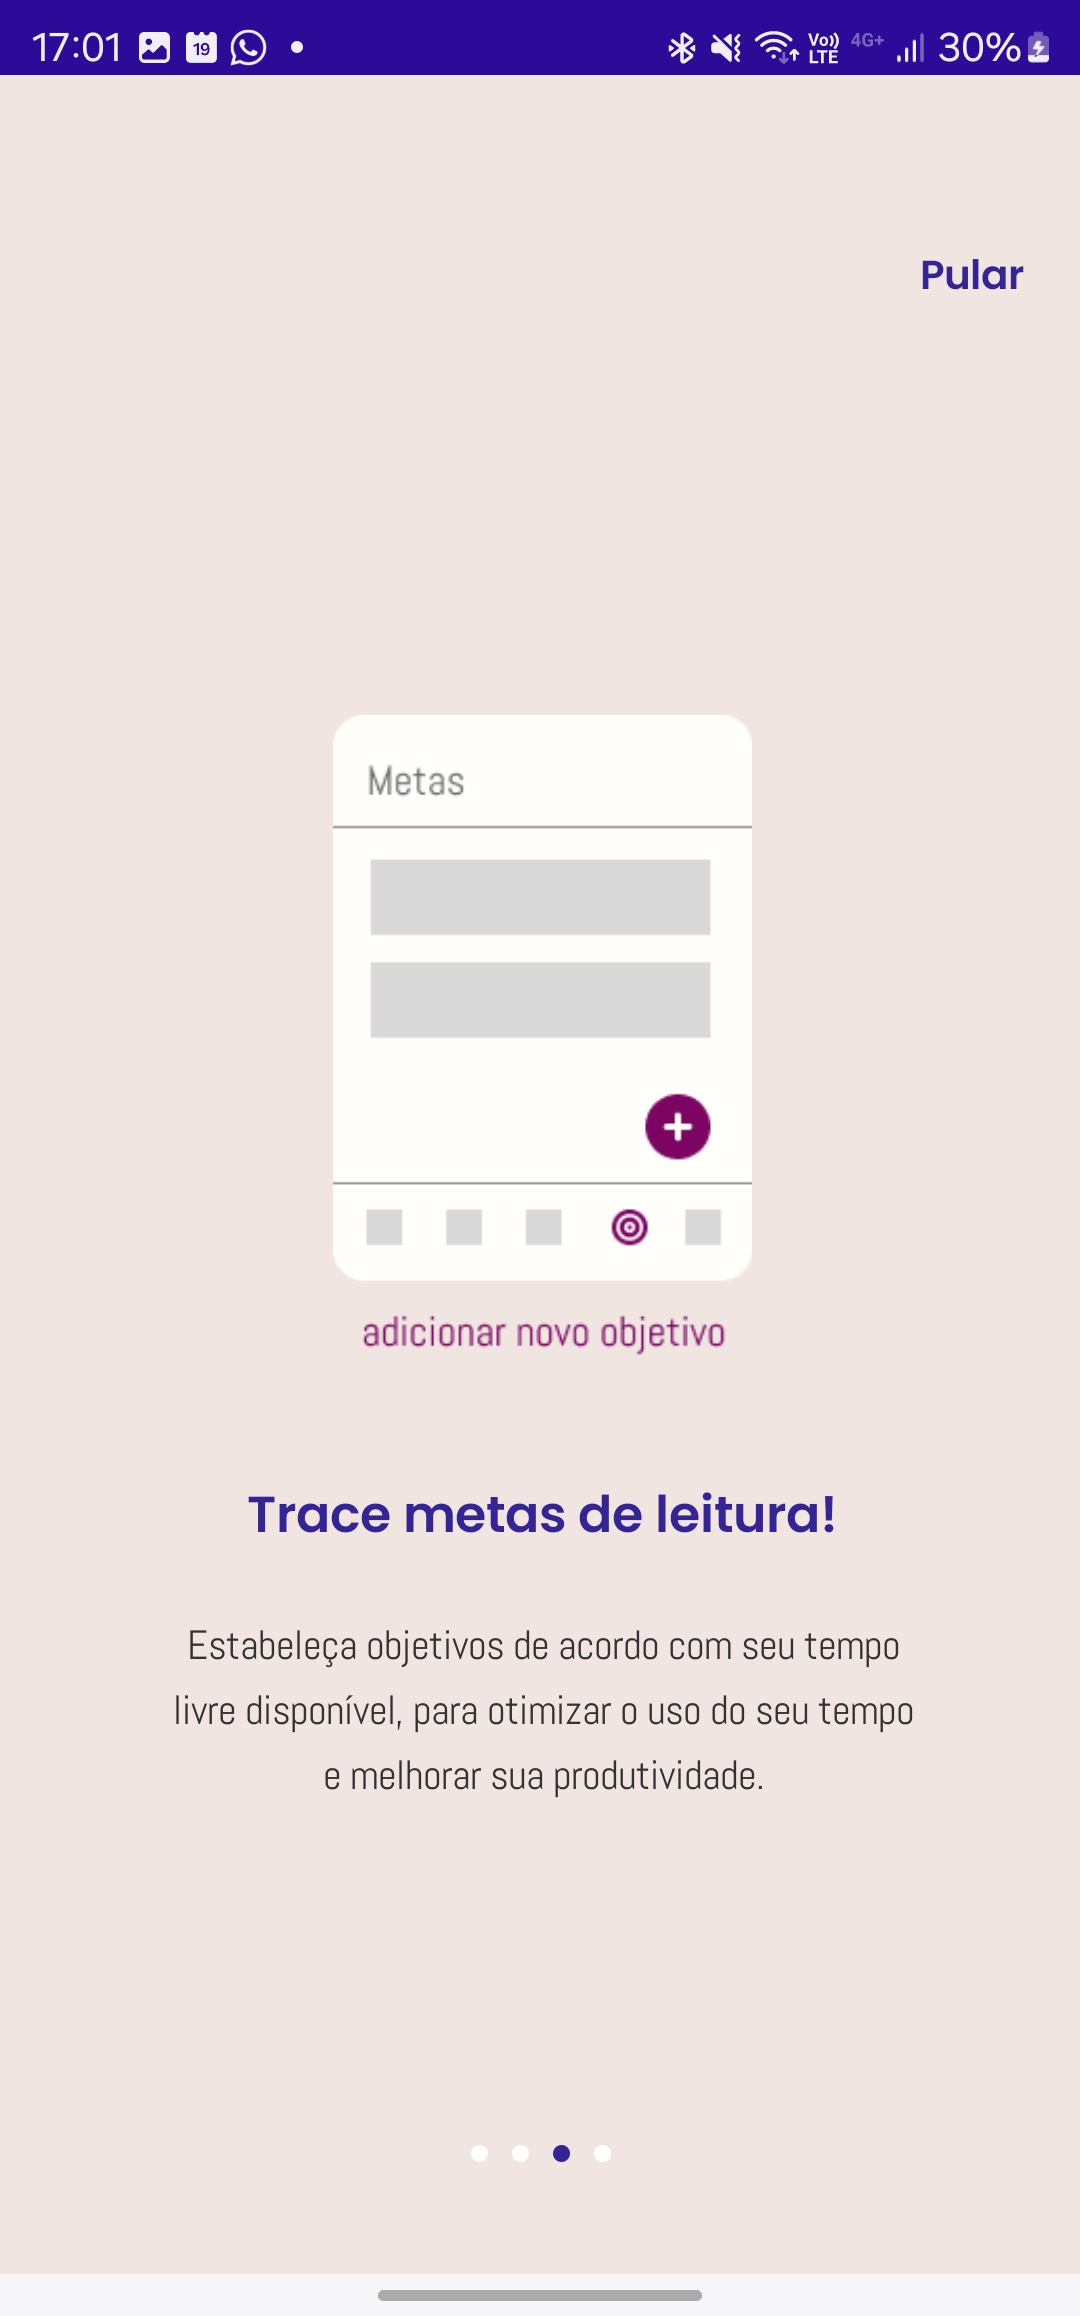 17:01 19 Vo)) LTE 4G+ 30%
Pular
Metas
adicionar novo objetivo
Trace metas de leitura!
Estabeleça objetivos de acordo com seu tempo
livre disponível, para otimizar o uso do seu tempo
e melhorar sua produtividade.